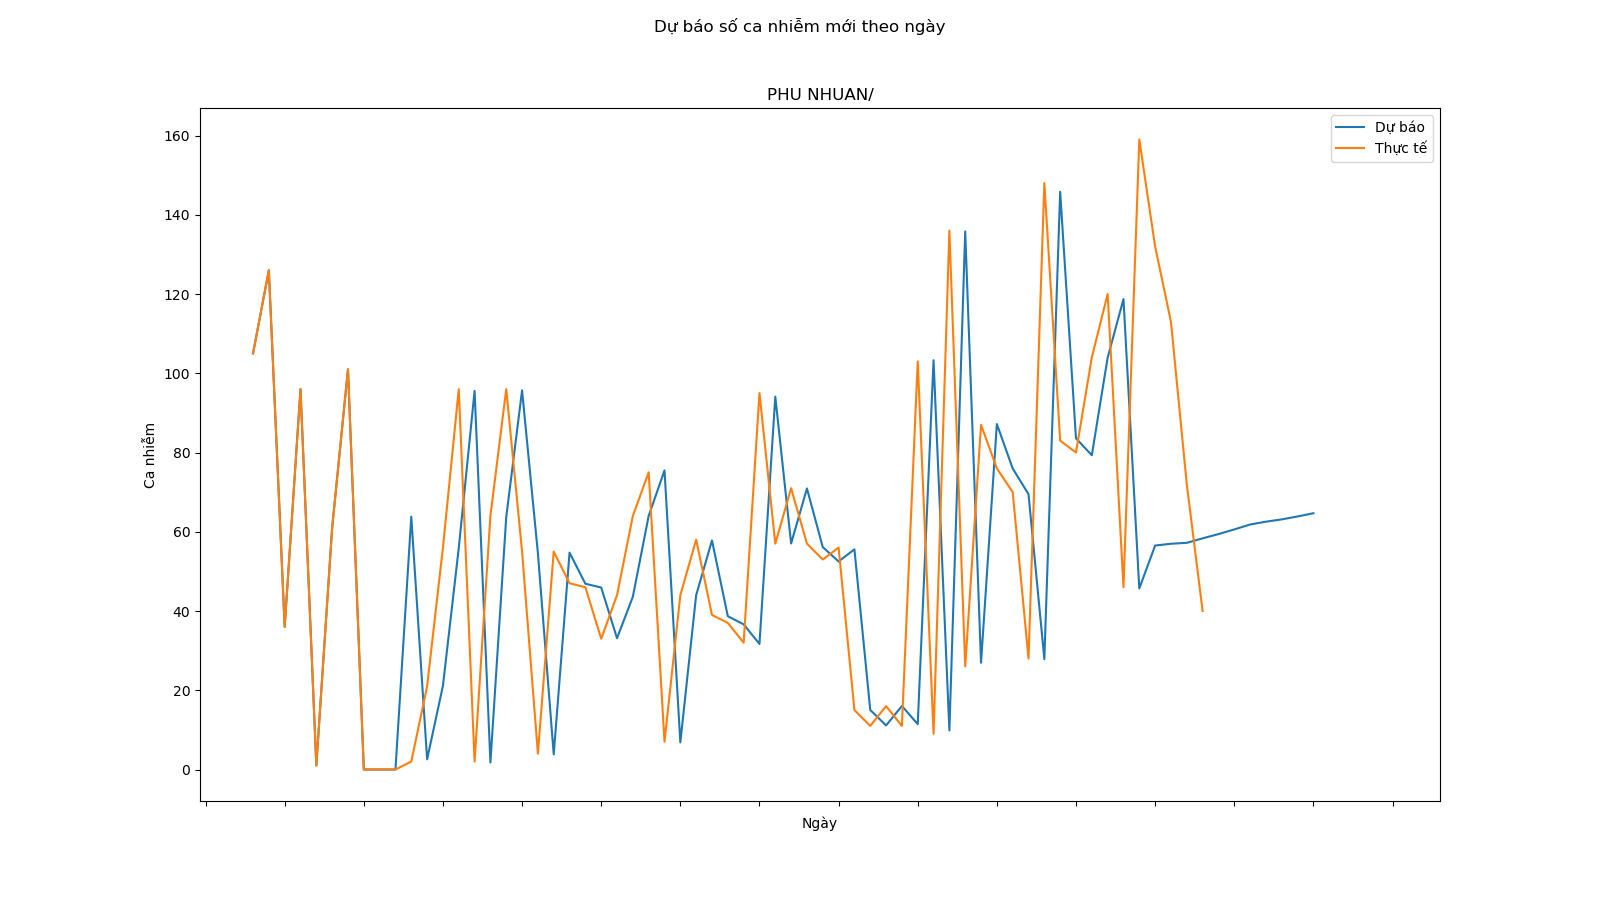 Dự báo số ca nhiễm mới theo ngày
PHU NHUAN/
Dự báo
Thực tế
160
140
120
100
80
60
40
20
0
Ca nhiễm
Ngày